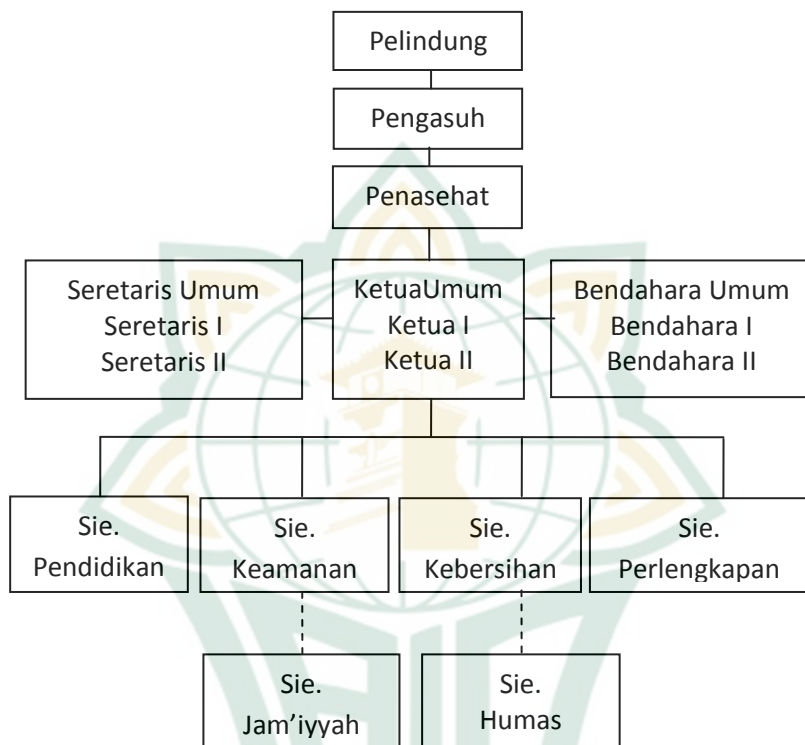 Pelindung
Pengasuh
Penasehat
Seretaris Umum
Seretaris I
Seretaris II
KetuaUmum
Ketua I
Ketua II
Bendahara Umum
Bendahara I
Bendahara II
Sie.
Pendidikan
Sie.
Keamanan
Sie.
Kebersihan
Sie.
Perlengkapan
Sie.
Jam’iyyah
Sie.
Humas